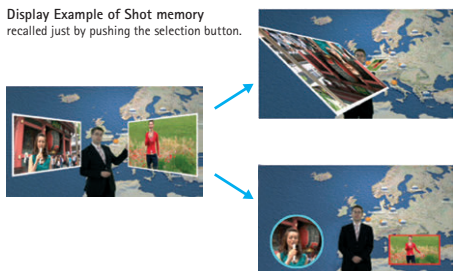 Display Example of Shot memory
recalled just by pushing the selection button.